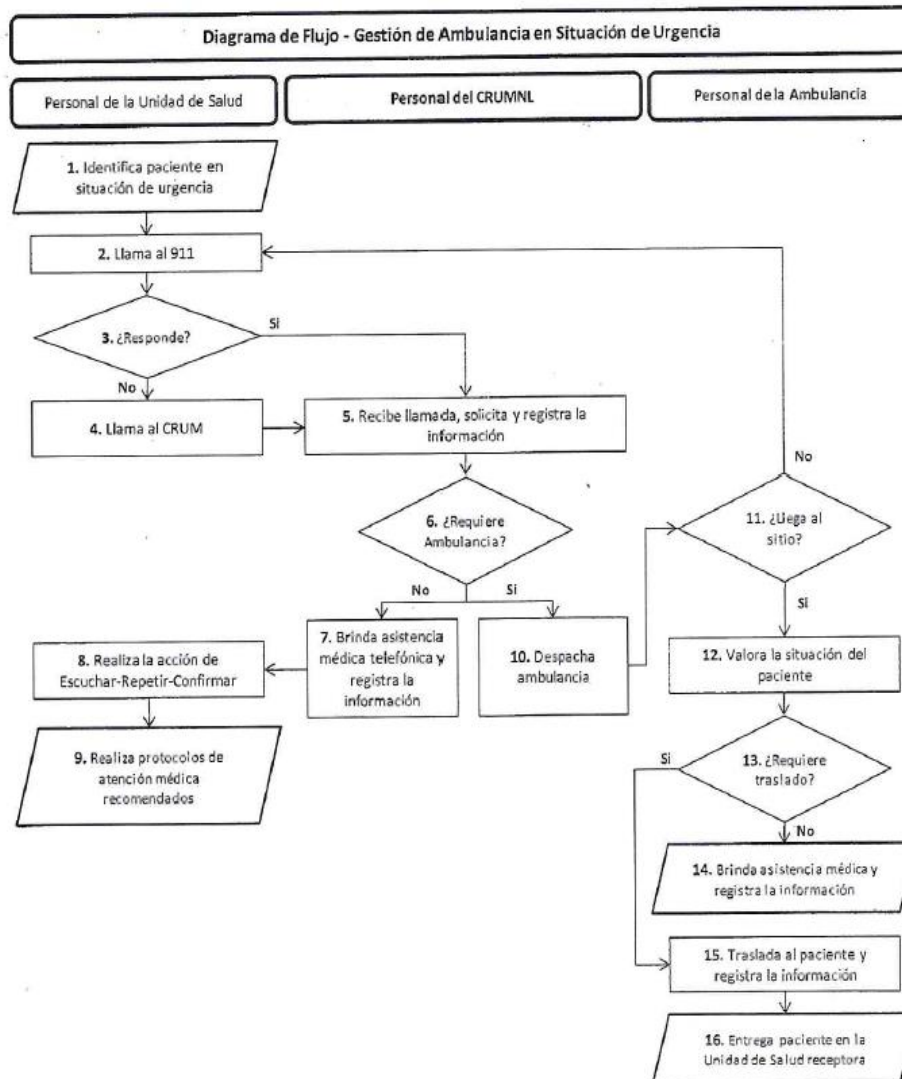 Diagrama de Flujo - Gestión de Ambulancia en Situación de Urgencia
Personal de la Unidad de Salud
Personal del CRUMNL
Personal de la Ambulancia
1. Identifica paciente en
situación de urgencia
2. Llama al 911
3. ¿Responde?
Si
No
4. Llama al CRUM
5. Recibe llamada, solicita y registra la
información
6. ¿Requiere
Ambulancia?
No
Si
7. Brinda asistencia
médica telefónica y
registra la
información
8. Realiza la acción de
Escuchar-Repetir-Confirmar
9. Realiza protocolos de
atención médica
recomendados
10. Despacha
ambulancia
No
11. ¿Llega al
sitio?
Si
12. Valora la situación del
paciente
13. ¿Requiere
traslado?
Si
No
14. Brinda asistencia médica y
registra la información
15. Traslada al paciente y
registra la información
16. Entrega paciente en la
Unidad de Salud receptora